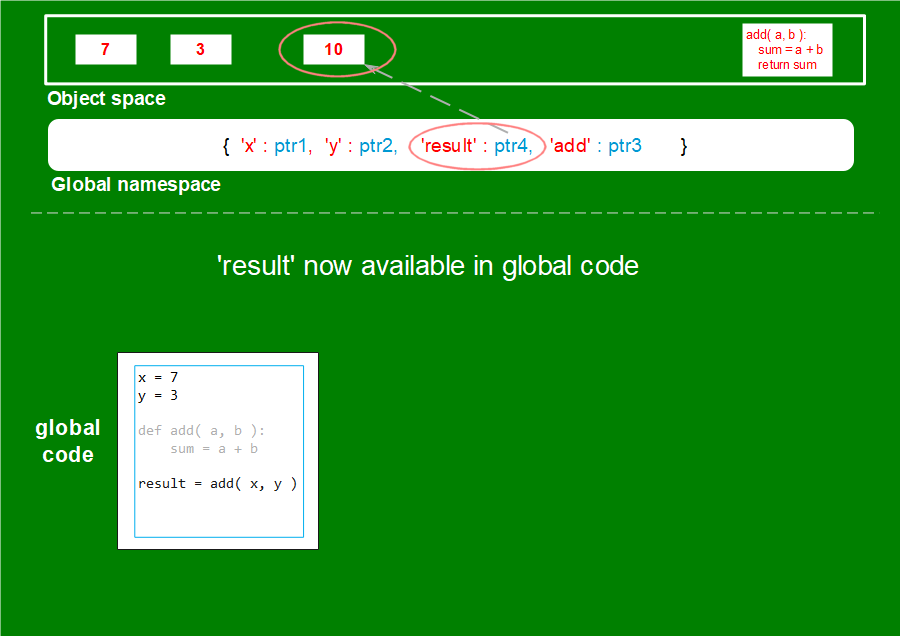 7 3 10 add( a, b ):
sum = a + b
return sum
Object space
{ 'x' : ptr1, 'y' : ptr2, 'result' : ptr4, 'add' : ptr3 }
Global namespace
'result' now available in global code
global
code
x = 7
y = 3
def add( a, b ):
sum = a + b
result = add( x, y )